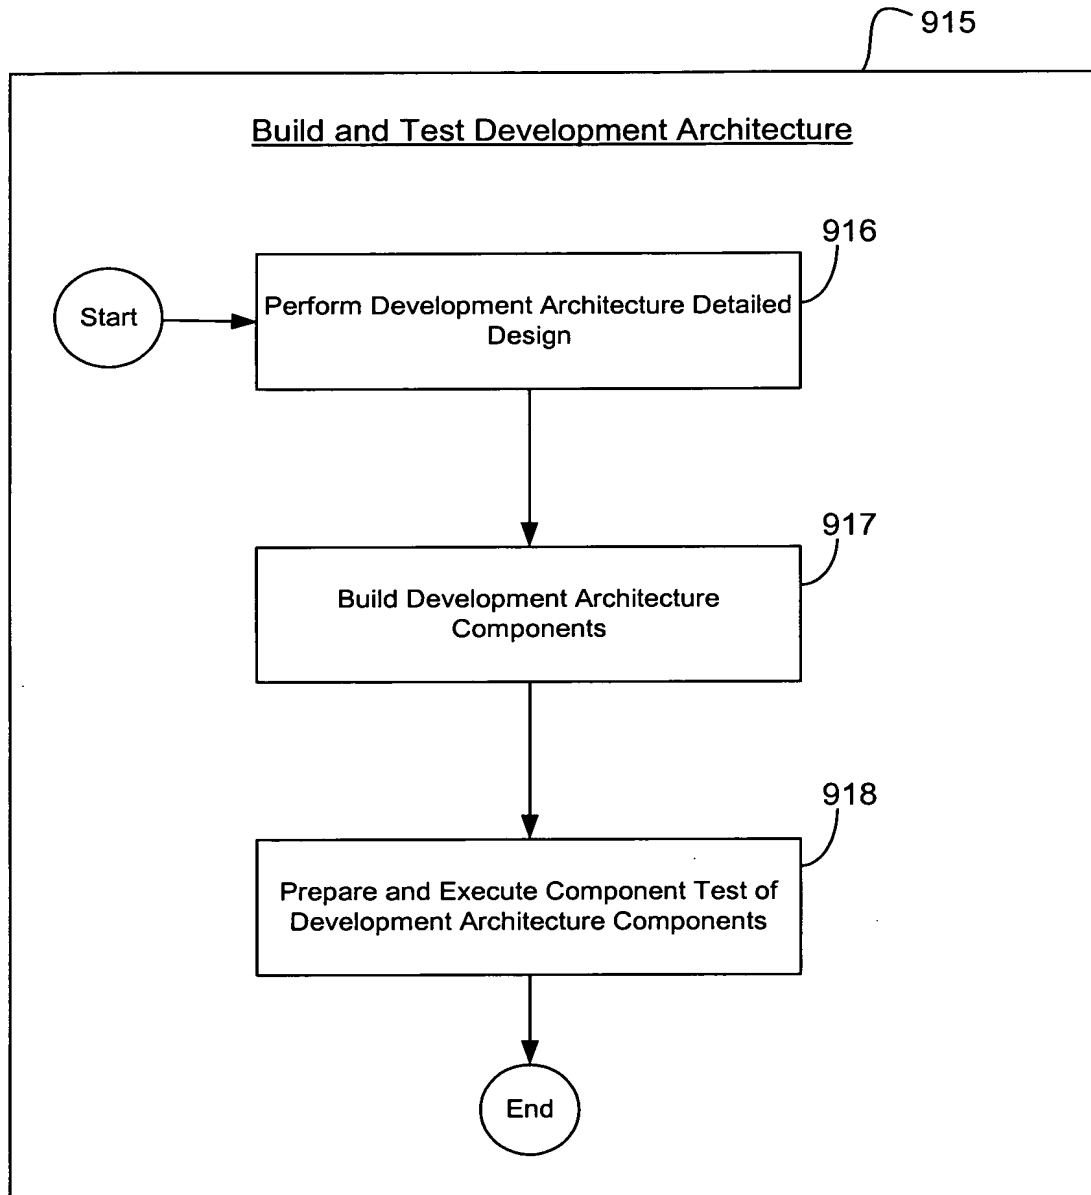 915
Build and Test Development Architecture
916
Start
Perform Development Architecture Detailed
Design
917
Build Development Architecture
Components
918
Prepare and Execute Component Test of
Development Architecture Components
End